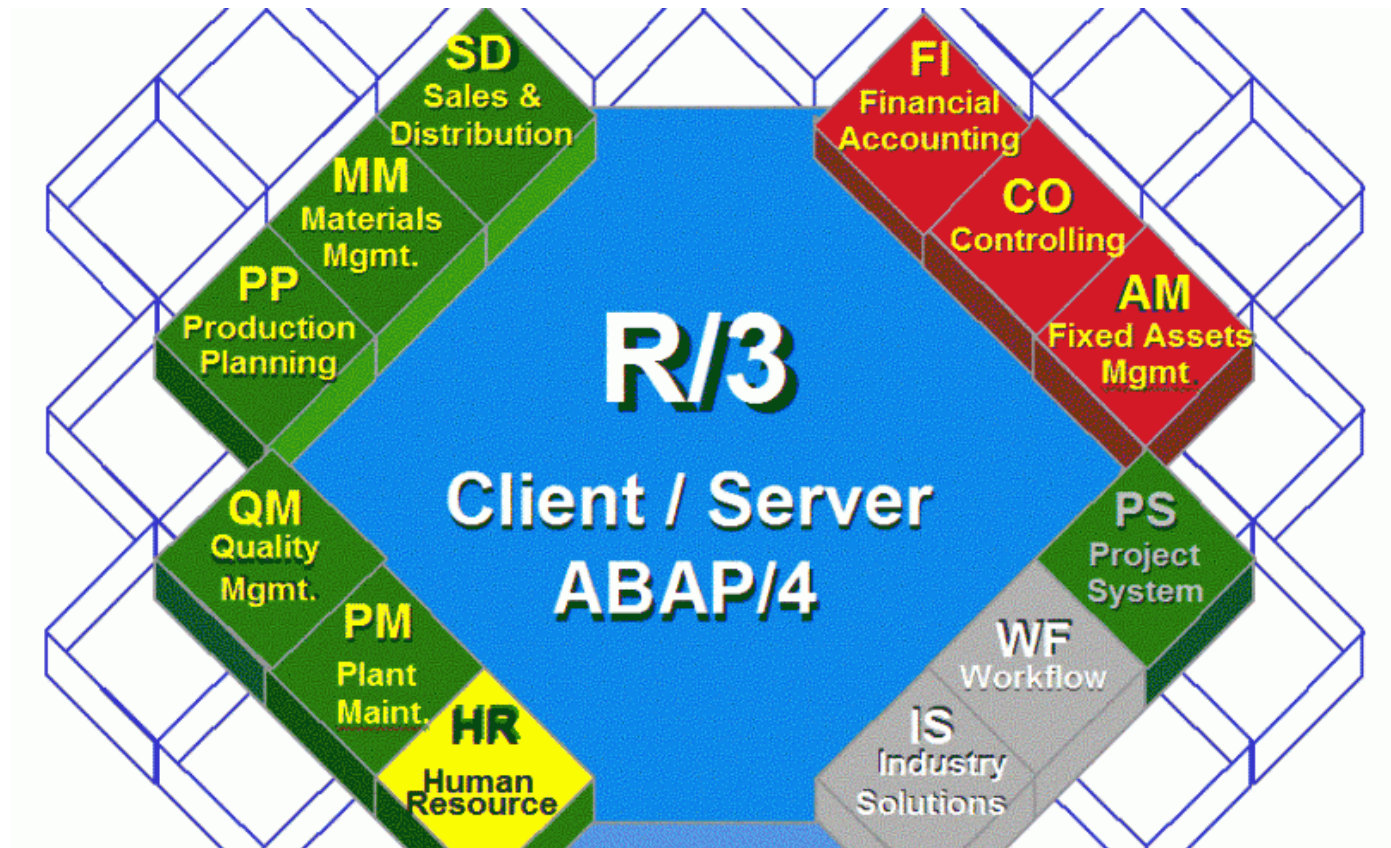 SD
Sales &
Distribution
MM
Materials
Mgmt.
PP
Production
Planning
FI
Financial
Accounting
CO
Controlling
AM
Fixed Assets
Mgmt.
R/3
Client / Server
ABAP/4
QM
Quality
Mgmt.
PM
Plant
Maint.
HR
Human
Resource
PS
Project
System
WF
Workflow
IS
Industry
Solutions